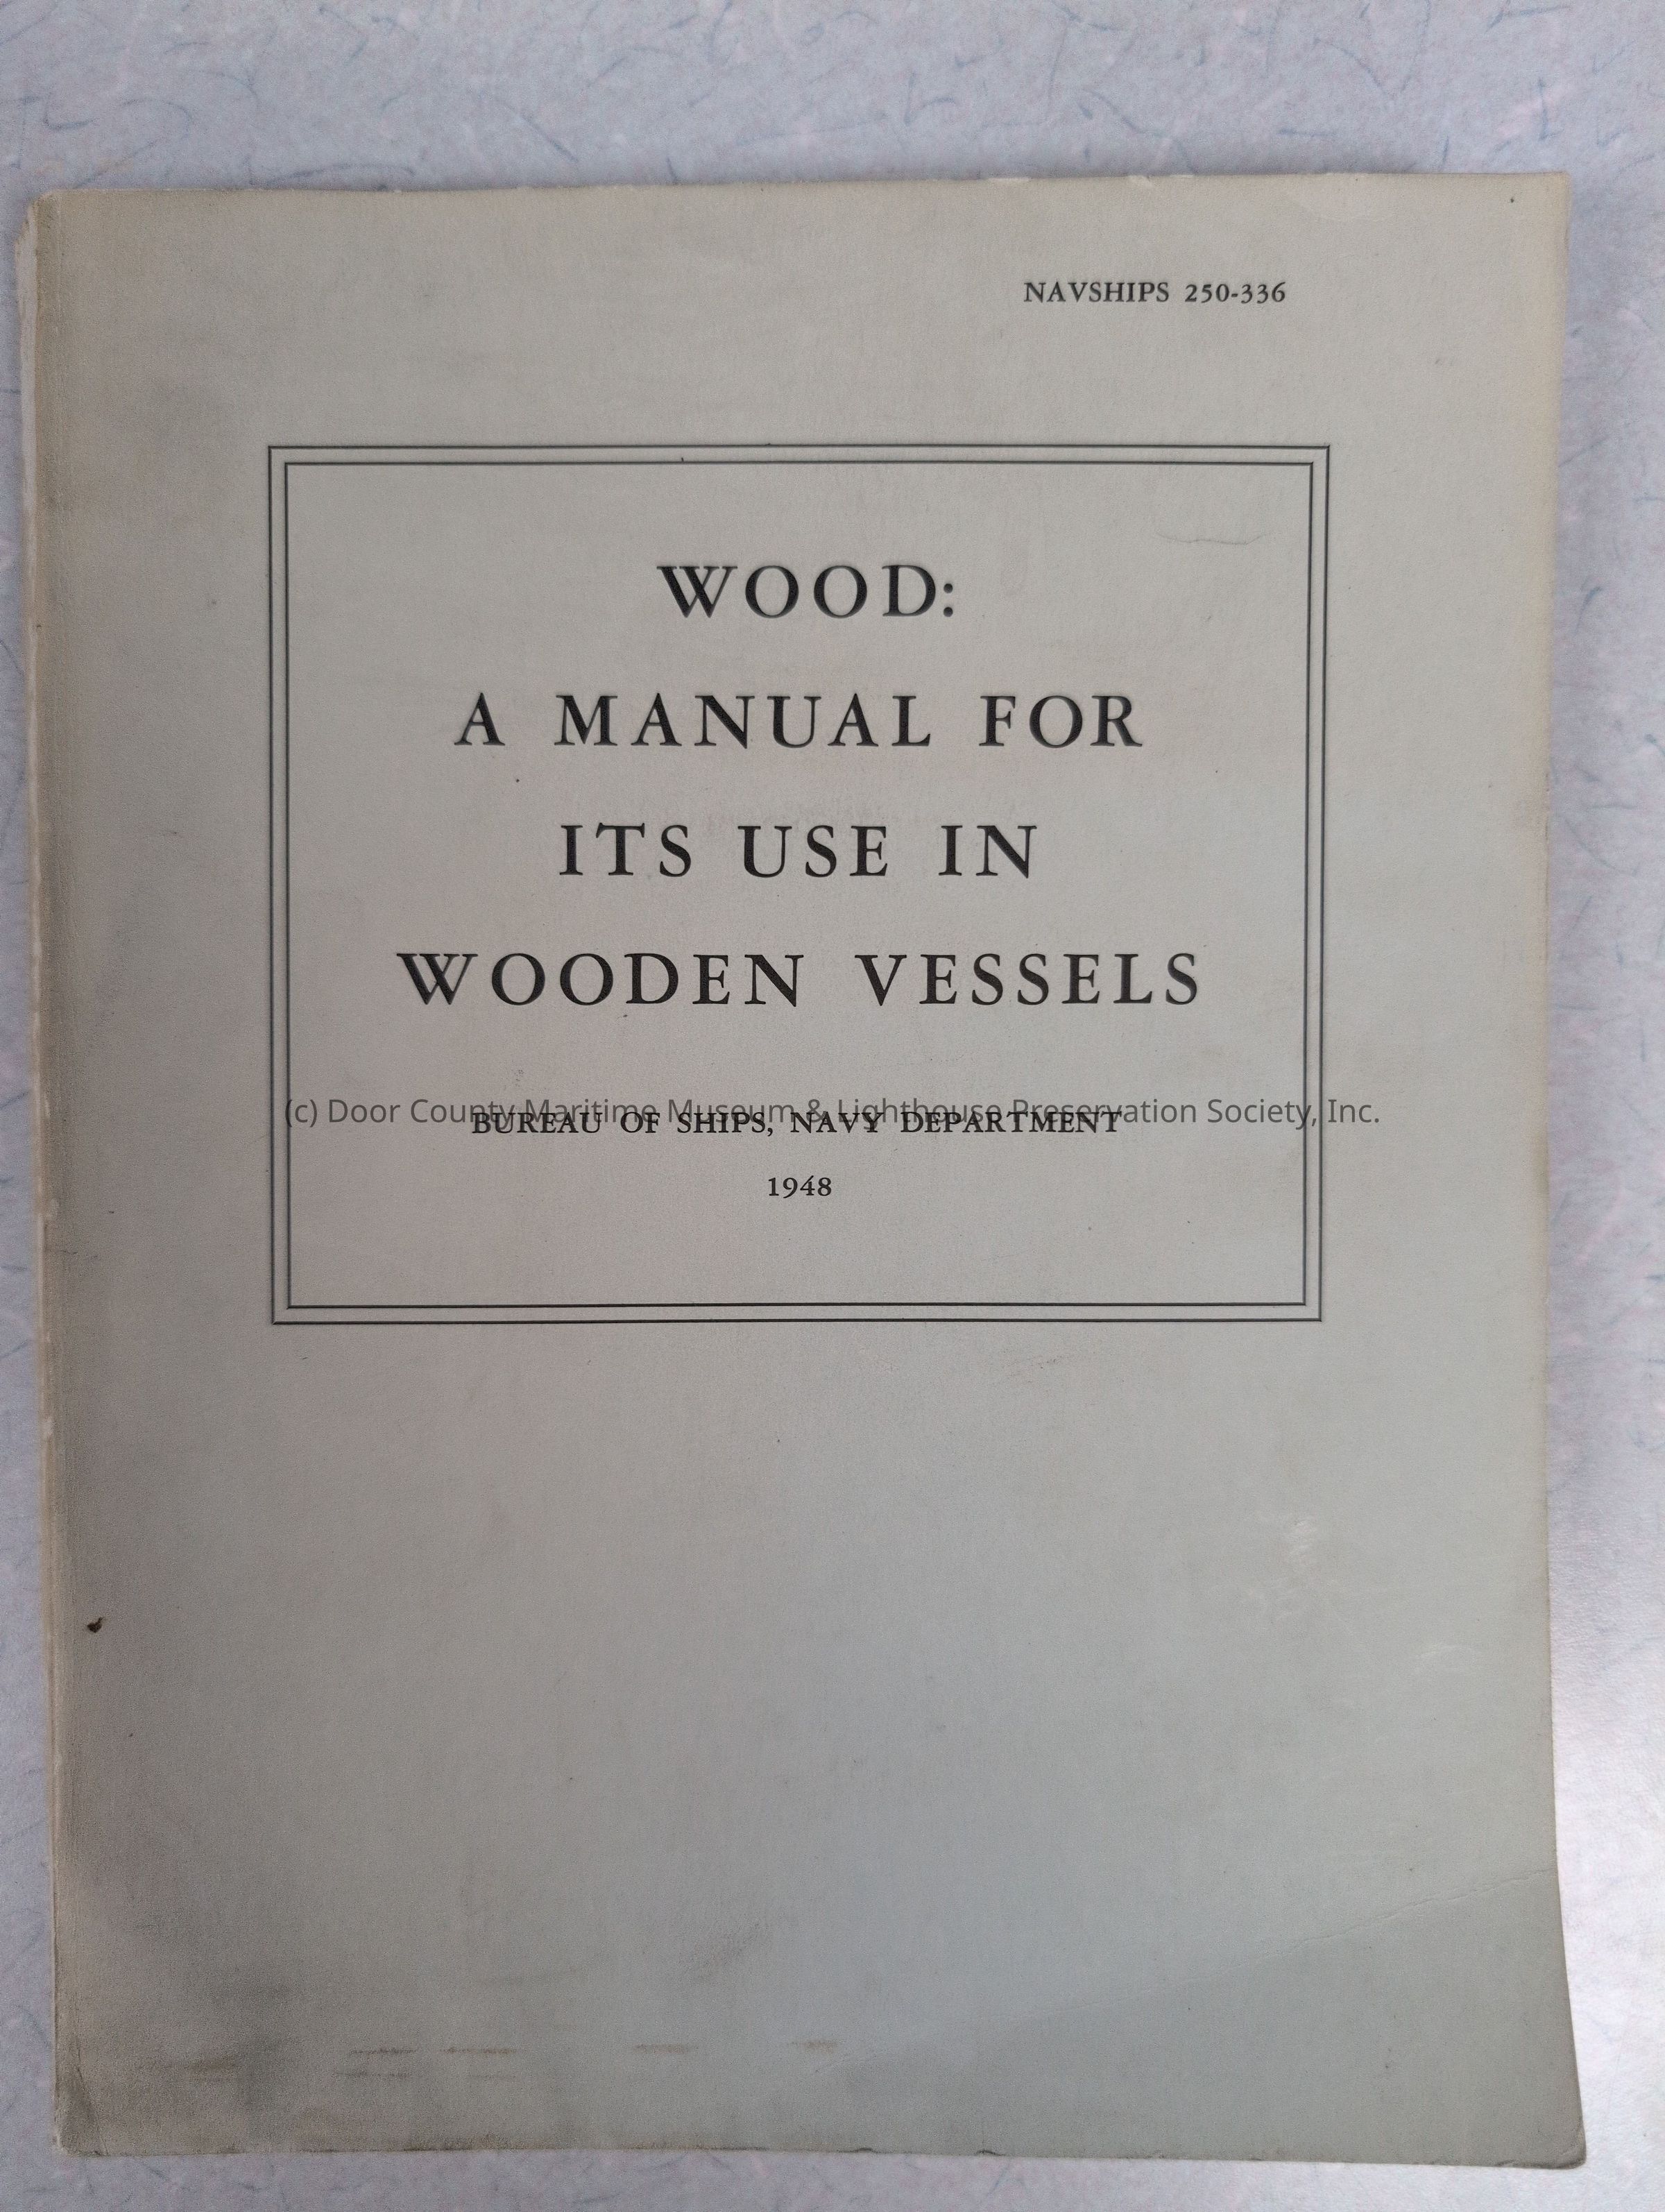 NAVSHIPS 250-336
WOOD:
A MANUAL FOR
ITS USE IN
WOODEN VESSELS
(c) Door County Maritime Museum & Lighthouse Preservation Society, Inc.
BUREAU OF SHIPS, NAVY DEPARTMENT
1948